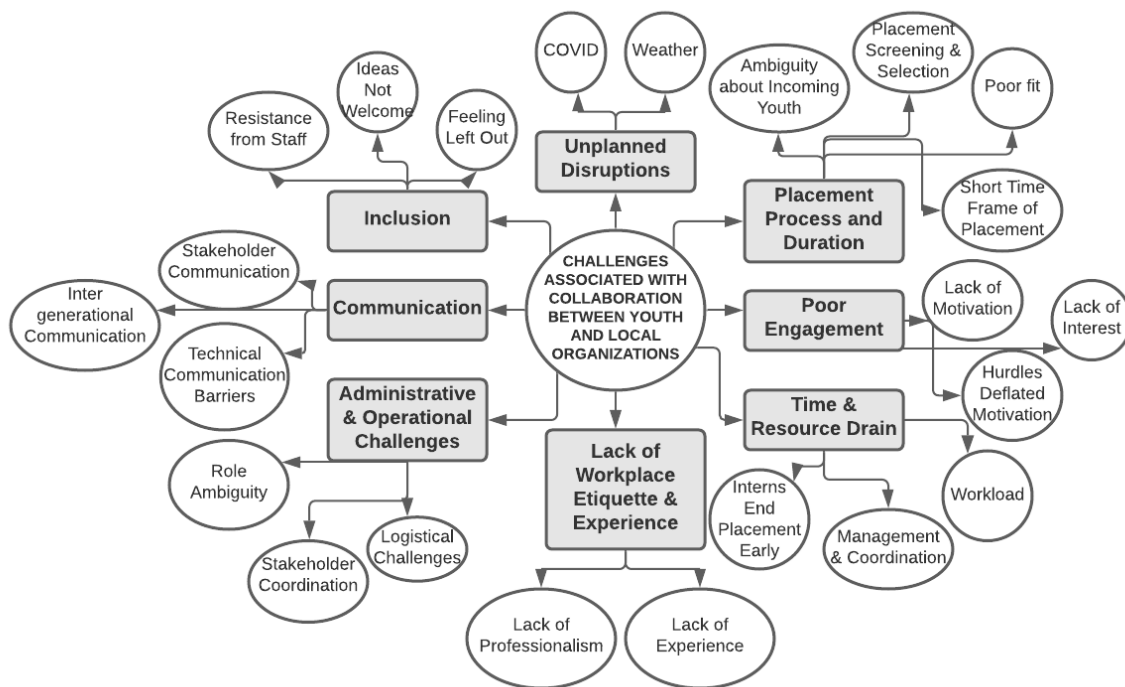 COVID
Weather
Placement
Screening &
Selection
Ideas
Not
Welcome
Ambiguity
about Incoming
Youth
Poor fit
Resistance
from Staff
Feeling
Left Out
Unplanned
Disruptions
Inclusion
Placement
Process and
Duration
Short Time
Frame of
Placement
Stakeholder
Communication
Inter
generational
Communication
Communication
Technical
Communication
Barriers
CHALLENGES
ASSOCIATED WITH
COLLABORATION
BETWEEN YOUTH
AND LOCAL
ORGANIZATIONS
Poor
Engagement
Lack of
Motivation
Lack of
Interest
Hurdles
Deflated
Motivation
Administrative
& Operational
Challenges
Time &
Resource Drain
Role
Ambiguity
Stakeholder
Coordination
Logistical
Challenges
Lack of
Workplace
Etiquette &
Experience
Interns
End
Placement
Early
Management
& Coordination
Workload
Lack of
Professionalism
Lack of
Experience